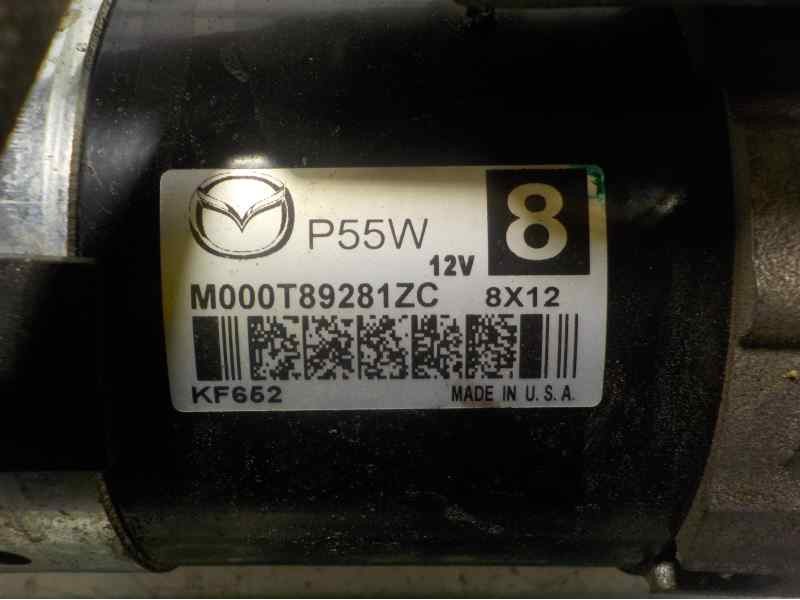 P55W
8
12V
M000T89281ZC 8X12
KF652
MADE IN U.S.A.